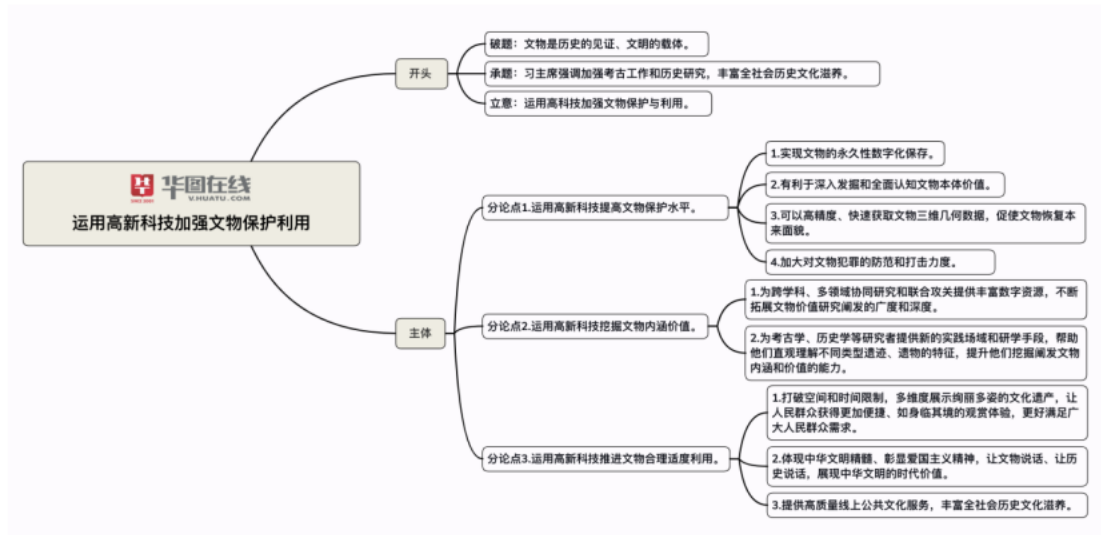 开头
破题：文物是历史的见证、文明的载体。
承题：习主席强调加强考古工作和历史研究，丰富全社会历史文化滋养。
立意：运用高科技加强文物保护与利用。
华图在线
SINCE 2001
V.HUATU.COM
运用高新科技加强文物保护利用
主体
分论点1.运用高新科技提高文物保护水平。
1.实现文物的永久性数字化保存。
2.有利于深入发掘和全面认知文物本体价值。
3.可以高精度、快速获取文物三维几何数据，促使文物恢复本
来面貌。
4.加大对文物犯罪的防范和打击力度。
分论点2.运用高新科技挖掘文物内涵价值。
1.为跨学科、多领域协同研究和联合攻关提供丰富数字资源，不断
拓展文物价值研究阐发的广度和深度。
2.为考古学、历史学等研究者提供新的实践场域和研学手段，帮助
他们直观理解不同类型遗迹、遗物的特征，提升他们挖掘阐发文物
内涵和价值的能力。
分论点3.运用高新科技推进文物合理适度利用。
1.打破空间和时间限制，多维度展示绚丽多姿的文化遗产，让
人民群众获得更加便捷、如身临其境的观赏体验，更好满足广
大人民群众需求。
2.体现中华文明精髓、彰显爱国主义精神，让文物说话、让历
史说话，展现中华文明的时代价值。
3.提供高质量线上公共文化服务，丰富全社会历史文化滋养。